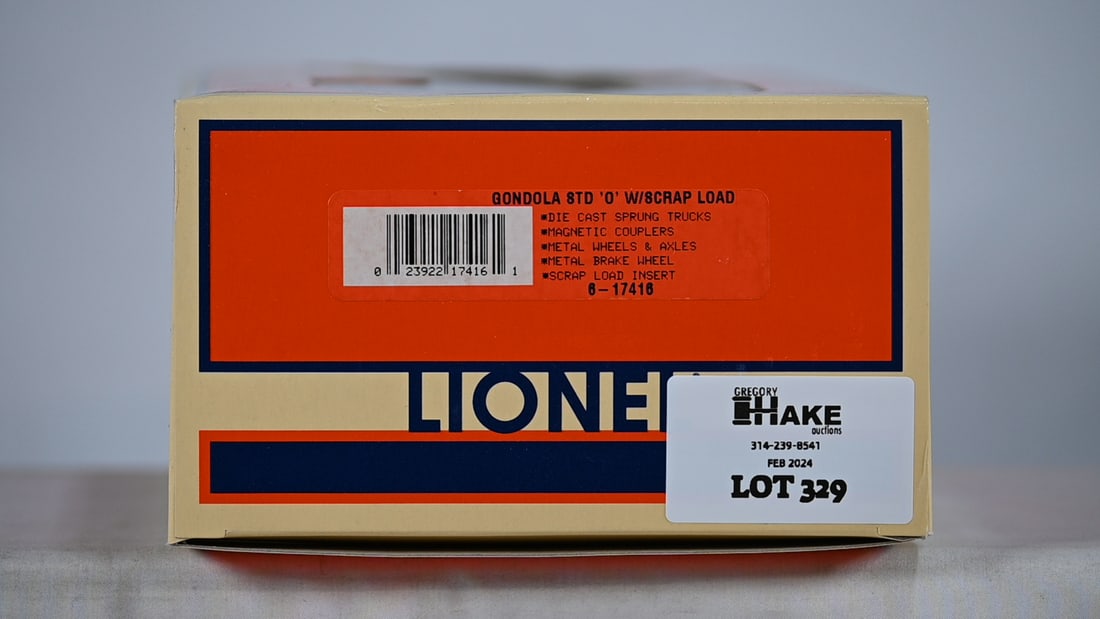 GONDOLA STD 'O' W/SCRAP LOAD
*DIE CAST SPRUNG TRUCKS
*MAGNETIC COUPLERS
*METAL WHEELS & AXLES
*METAL BRAKE WHEEL
*SCRAP LOAD INSERT
6-17416
0 23922 17416 1
LIONEL
GREGORY
HAKE
auctions
314-239-8541
FEB 2024
LOT 329